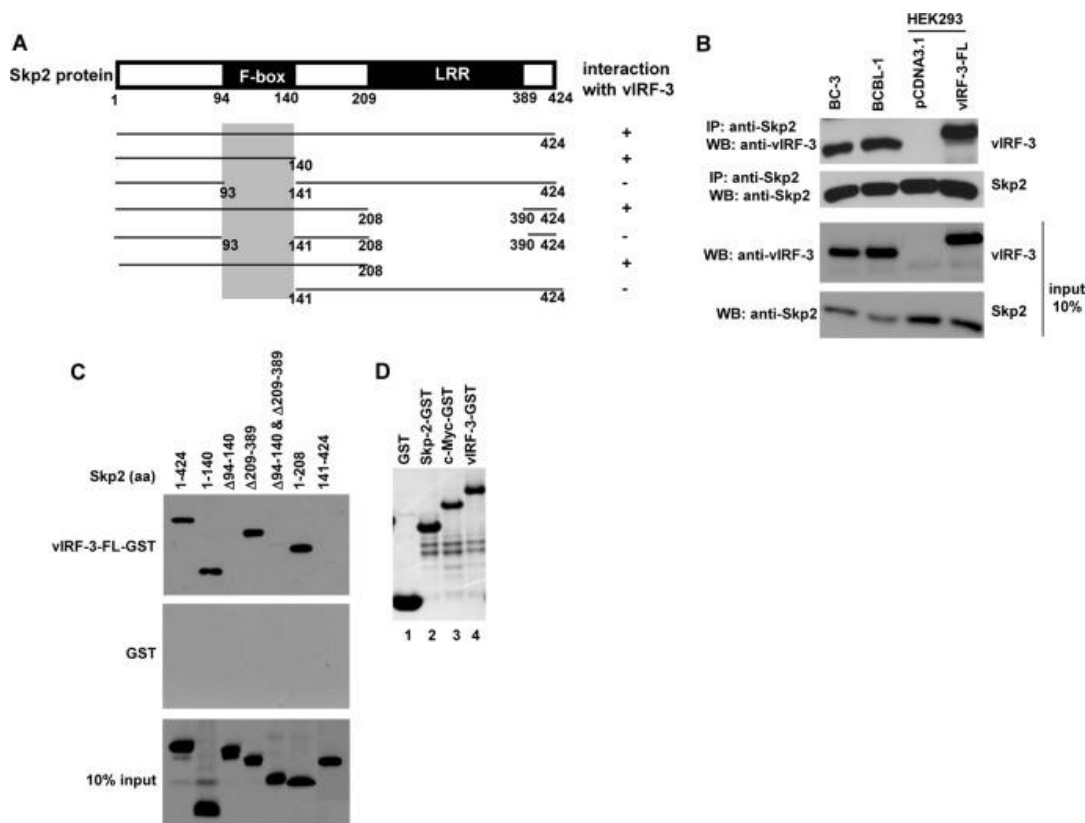 A
Skp2 protein
F-box
LRR
interaction
with vIRF-3
1
94
140
209
389
424
424
+
140
+
93
141
424
-
208
390 424
+
93
141
208
390 424
-
208
+
141
424
-
B
HEK293
BC-3
BCBL-1
pCDNA3.1
vIRF-3-FL
IP: anti-Skp2
WB: anti-vIRF-3
vIRF-3
IP: anti-Skp2
WB: anti-Skp2
Skp2
WB: anti-vIRF-3
vIRF-3
WB: anti-Skp2
Skp2
input
10%
C
Skp2 (aa)
1-424
1-140
Δ94-140
Δ209-389
Δ94-140 & Δ209-389
1-208
141-424
vIRF-3-FL-GST
GST
10% input
D
GST
Skp-2-GST
c-Myc-GST
vIRF-3-GST
1 2 3 4